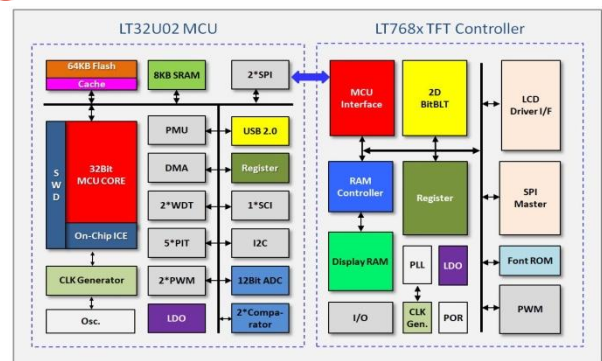 LT32U02 MCU
LT768x TFT Controller
64KB Flash
Cache
8KB SRAM
2*SPI
SWD
32Bit
MCU CORE
On-Chip ICE
CLK Generator
Osc.
PMU
USB 2.0
DMA
Register
2*WDT
1*SCI
5*PIT
I2C
2*PWM
12Bit ADC
LDO
2*Compa-
rator
MCU
Interface
2D
BitBLT
LCD
Driver I/F
RAM
Controller
Register
SPI
Master
Display RAM
PLL
LDO
Font ROM
I/O
CLK
Gen.
POR
PWM